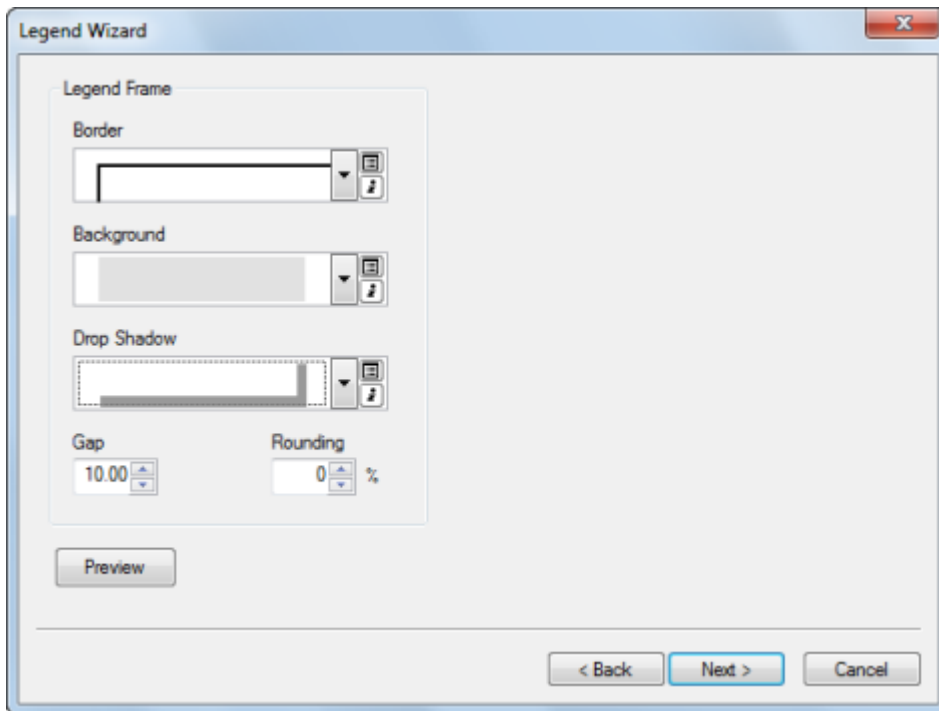 Legend Wizard
Legend Frame
Border
Background
Drop Shadow
Gap Rounding
10.00 0 %
Preview
< Back Next > Cancel